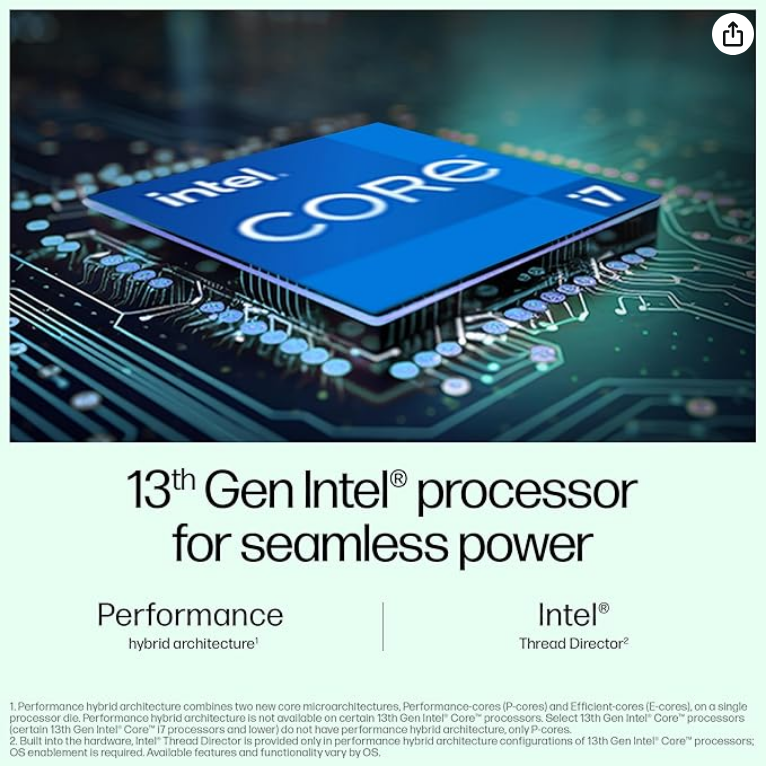 intel.
CORE™
i7
13th Gen Intel® processor
for seamless power
Performance
hybrid architecture¹
Intel®
Thread Director²
1. Performance hybrid architecture combines two new core microarchitectures, Performance-cores (P-cores) and Efficient-cores (E-cores), on a single
processor die. Performance hybrid architecture is not available on certain 13th Gen Intel® Core™ processors. Select 13th Gen Intel® Core™ processors
(certain 13th Gen Intel® Core™ i7 processors and lower) do not have performance hybrid architecture, only P-cores.
2. Built into the hardware, Intel® Thread Director is provided only in performance hybrid architecture configurations of 13th Gen Intel® Core™ processors;
OS enablement is required. Available features and functionality vary by OS.